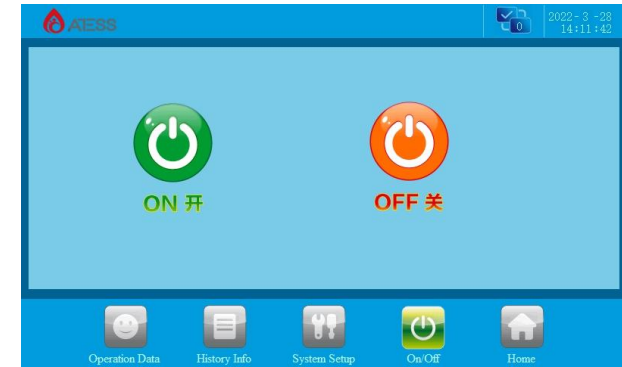 ATESS
0
2022- 3 -28
14:11:42
ON 开
OFF 关
Operation Data
History Info
System Setup
On/Off
Home